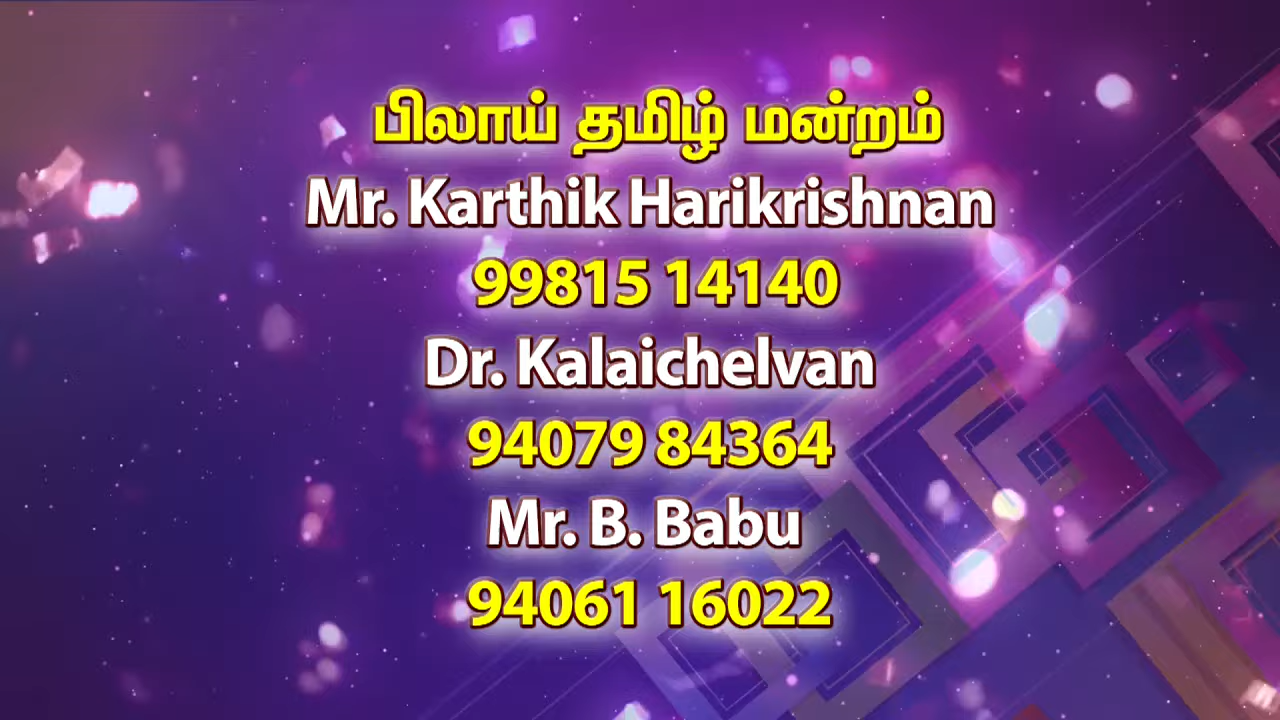 பிலாய் தமிழ் மன்றம்
Mr. Karthik Harikrishnan
99815 14140
Dr. Kalaichelvan
94079 84364
Mr. B. Babu
94061 16022